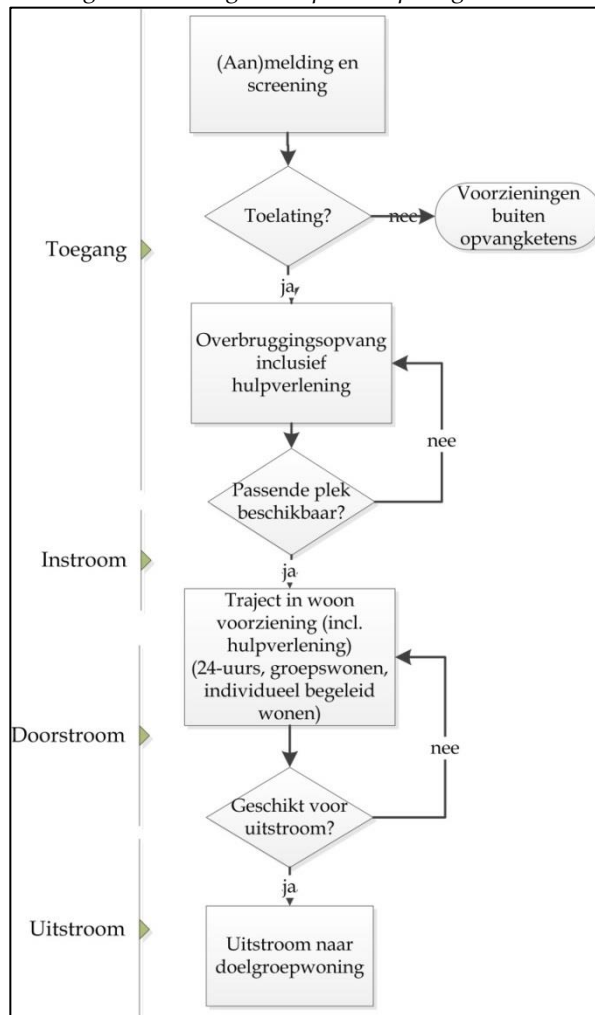 (Aan)melding en
screening
Toelating?
nee
Voorzieningen
buiten
opvangketens
Toegang
ja
Overbruggingsopvang
inclusief
hulpverlening
nee
Passende plek
beschikbaar?
Instroom
ja
Traject in woon
voorziening (incl.
hulpverlening)
(24-uurs, groepswonen,
individueel begeleid
wonen)
Doorstroom
nee
Geschikt voor
uitstroom?
ja
Uitstroom
Uitstroom naar
doelgroepwoning